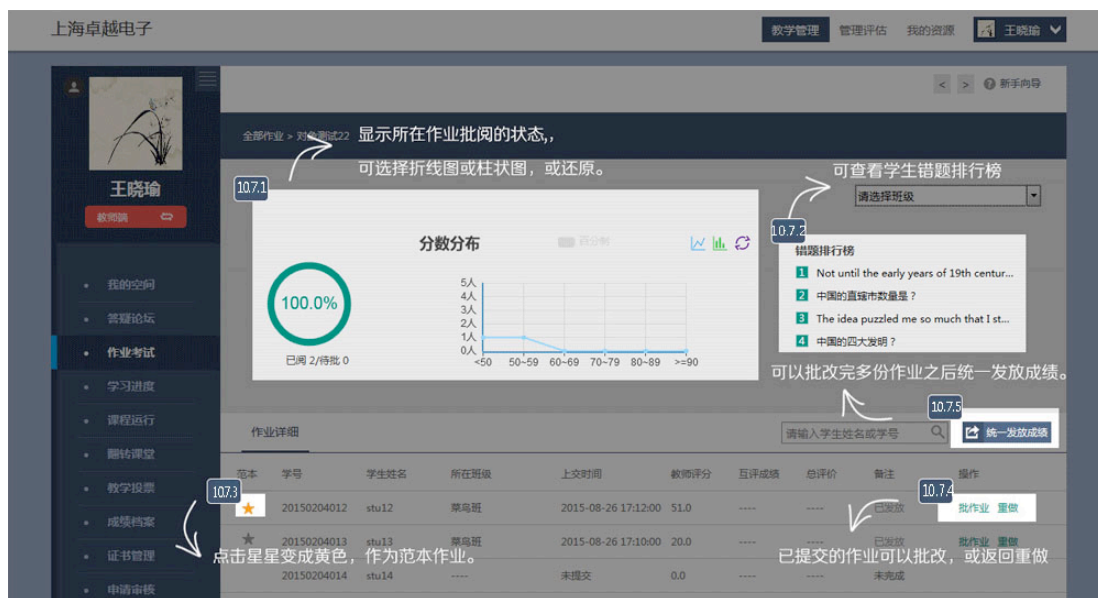 上海卓越电子
教学管理 管理评估 我的资源 王晓瑜
< > 新手向导
全部作业 > 对象测试22 显示所在作业批阅的状态,,
可选择折线图或柱状图，或还原。
可查看学生错题排行榜
王晓瑜
教师端
10.7.1
请选择班级
10.7.2
分数分布 百分制
错题排行榜
1 Not until the early years of 19th centur...
2 中国的直辖市数量是？
3 The idea puzzled me so much that I st...
4 中国的四大发明？
100.0%
已阅 2/待批 0
5人
4人
3人
2人
1人
0人
<50 50~59 60~69 70~79 80~89 >=90
我的空间
答疑论坛
作业考试
学习进度
课程运行
翻转课堂
教学投票
成绩档案
证书管理
申请审核
可以批改完多份作业之后统一发放成绩。
10.7.5
作业详细
请输入学生姓名或学号
统一发放成绩
范本 学号 学生姓名 所在班级 上交时间 教师评分 互评成绩 总评价 备注 操作
10.7.3
10.7.4
20150204012 stu12 菜鸟班 2015-08-26 17:12:00 51.0 ---- ---- 已发放 批作业 重做
20150204013 stu13 菜鸟班 2015-08-26 17:10:00 20.0 ---- ---- 已发放 批作业 重做
点击星星变成黄色，作为范本作业。
已提交的作业可以批改，或返回重做
20150204014 stu14 ---- 未提交 0.0 ---- ---- 未完成